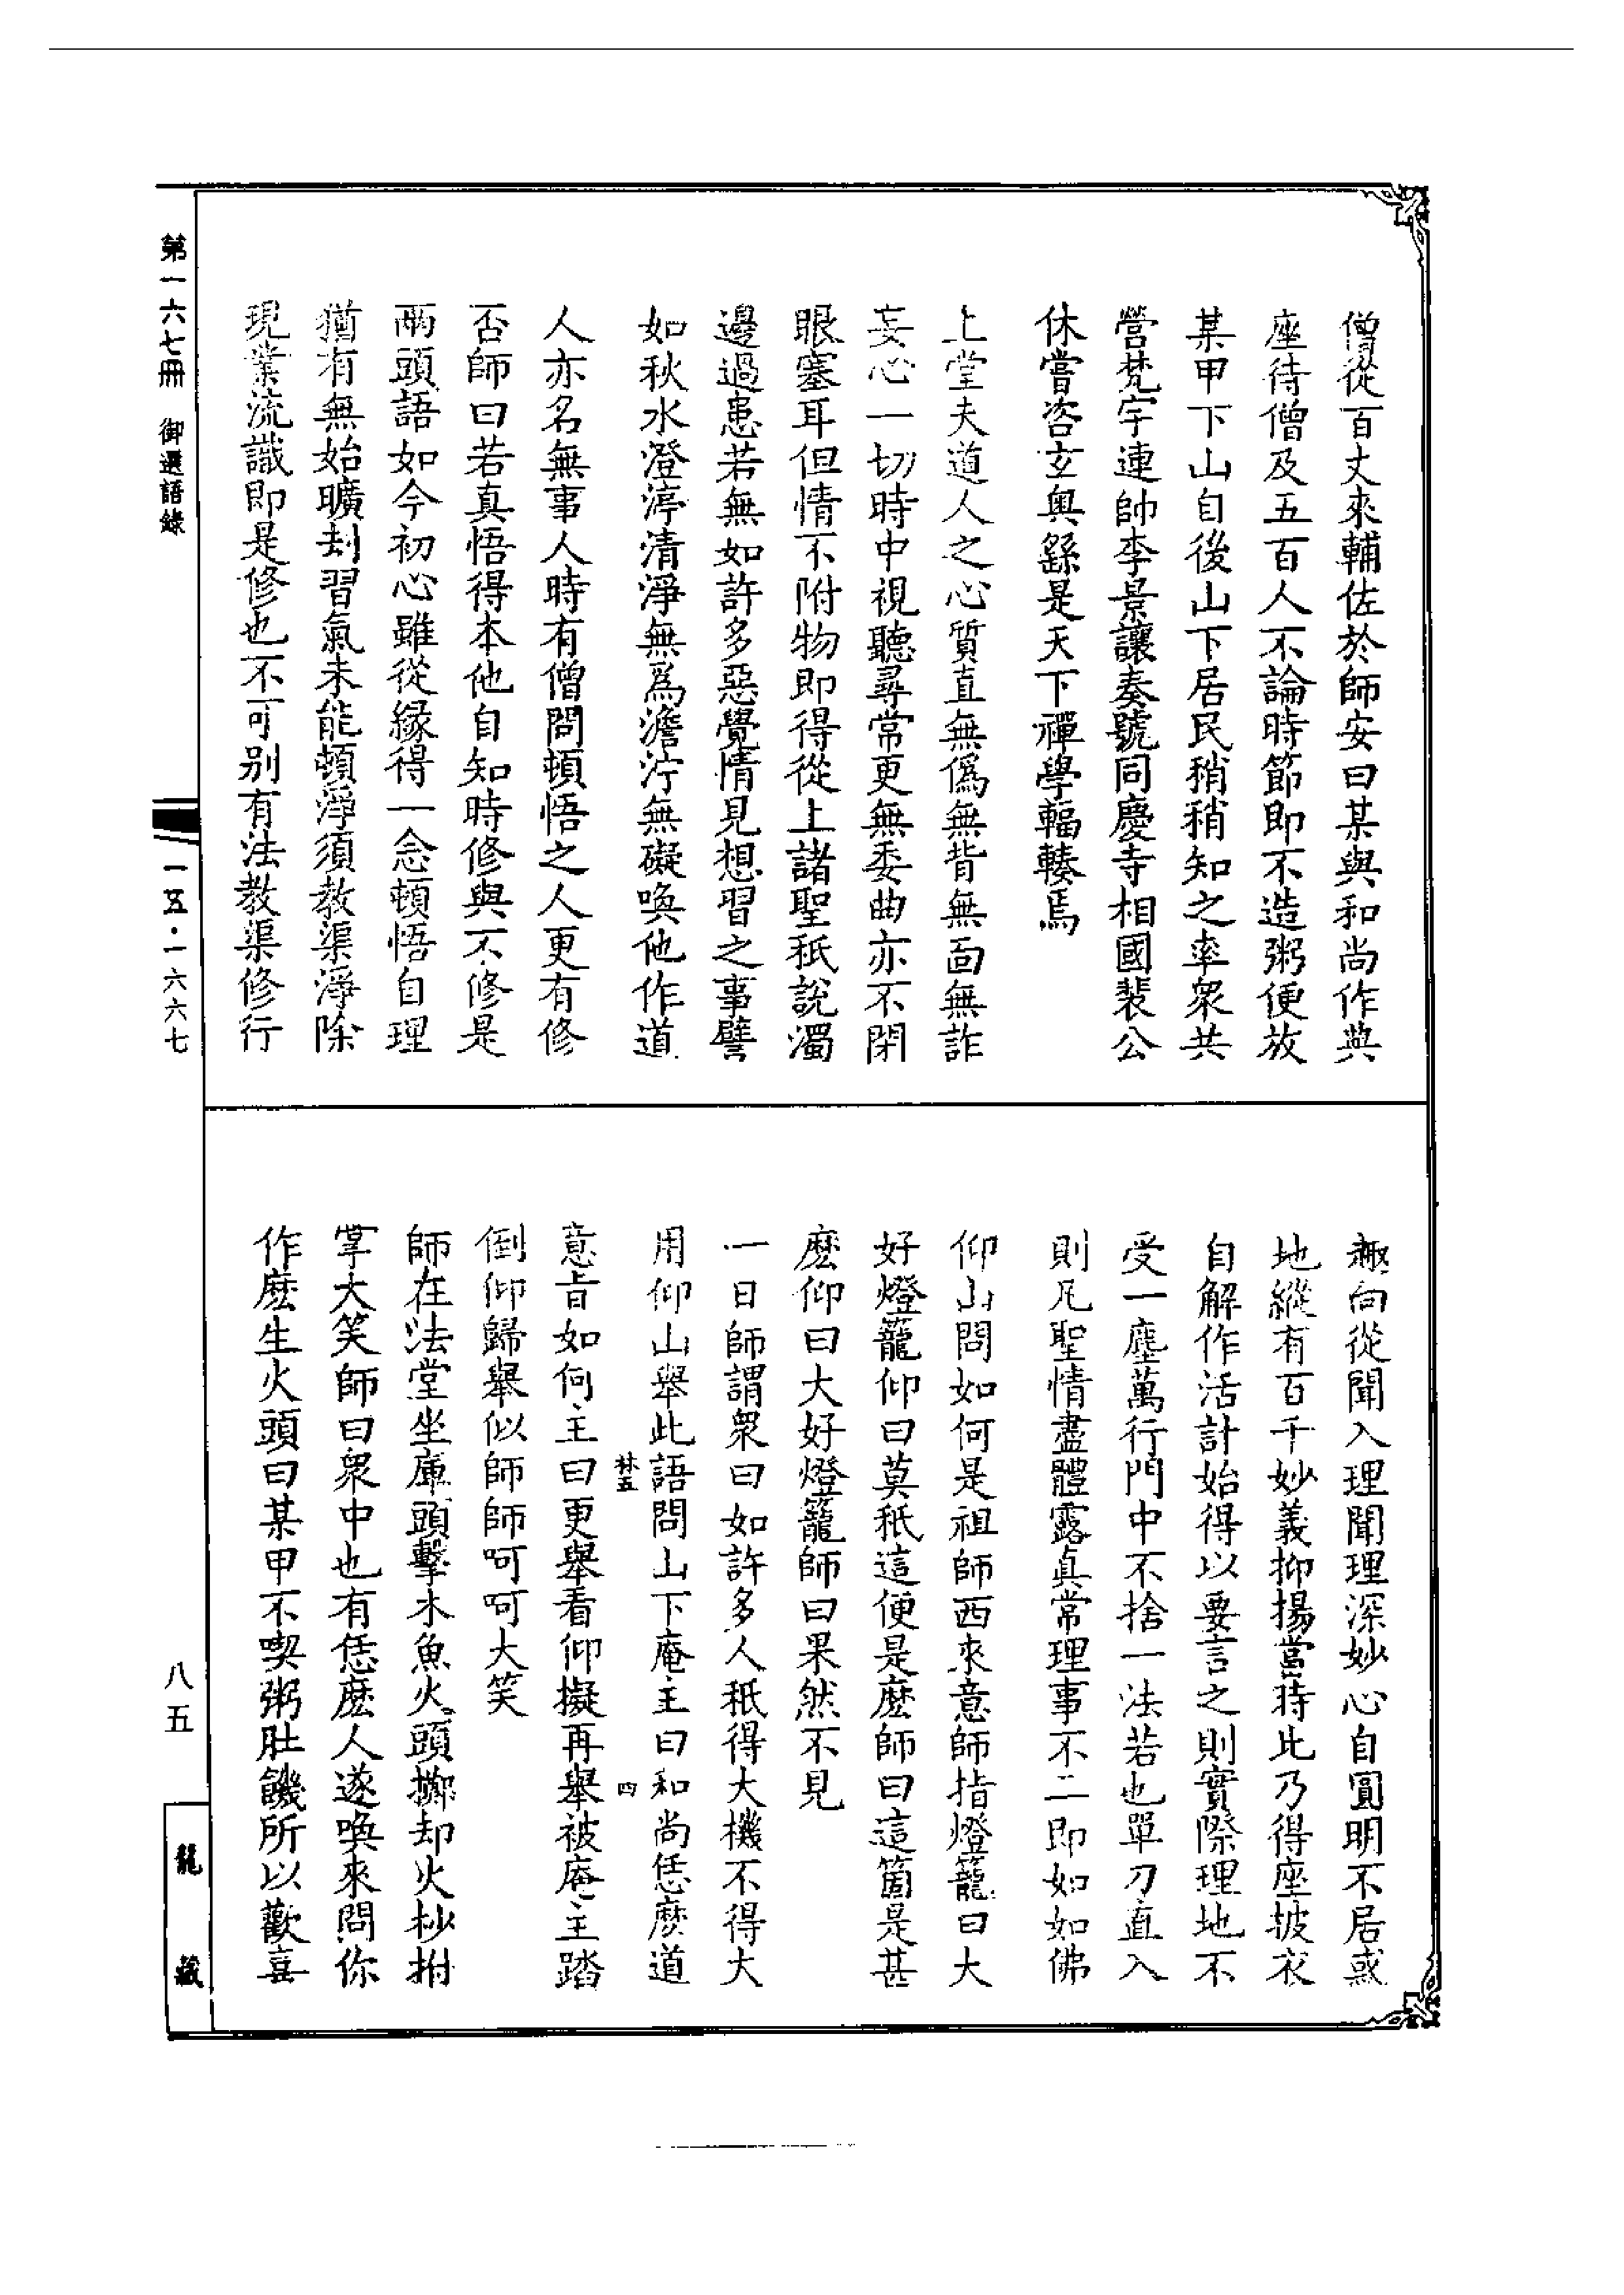 僧從百丈來輔佐於師安曰某與和尚作典
座待僧及五百人不論時節即不造粥便放
某甲下山自後山下居民稍稍知之率衆共
營梵宇連帥李景讓奏號同慶寺相國裴公
休嘗咨玄奧繇是天下禪學輻輳焉
上堂夫道人之心質直無偽無背無面無詐
妄心一切時中視聽尋常更無委曲亦不閉
眼塞耳但情不附物即得從上諸聖秖說濁
邊過患若無如許多惡覺情見想習之事譬
如秋水澄渟清淨無為澹泞無礙喚他作道
人亦名無事人時有僧問頓悟之人更有修
否師曰若真悟得本他自知時修與不修是
兩頭語如今初心雖從緣得一念頓悟自理
猶有無始曠劫習氣未能頓淨須教渠淨除
現業流識即是修也不可別有法教渠修行
趣向從聞入理聞理深妙心自圓明不居惑
地縱有百千妙義抑揚當時此乃得座披衣
自解作活計始得以要言之則實際理地不
受一塵萬行門中不捨一法若也單刀直入
則凡聖情盡體露真常理事不二即如如佛
仰山問如何是祖師西來意師指燈籠曰大
好燈籠仰曰莫秖這便是麼師曰這箇是甚
麼仰曰大好燈籠師曰果然不見
一日師謂衆曰如許多人秖得大機不得大
用仰山舉此語問山下庵主曰和尚恁麼道
意旨如何主曰更舉看仰擬再舉被庵主踏
倒仰歸舉似師師呵呵大笑
師在法堂坐庫頭擊木魚火頭擲却火杪拊
掌大笑師曰衆中也有恁麼人遂喚來問你
作麼生火頭曰某甲不喫粥肚饑所以歡喜
林五
四
第一六七冊 御選語錄
一五五・一六六七
八五
龍藏